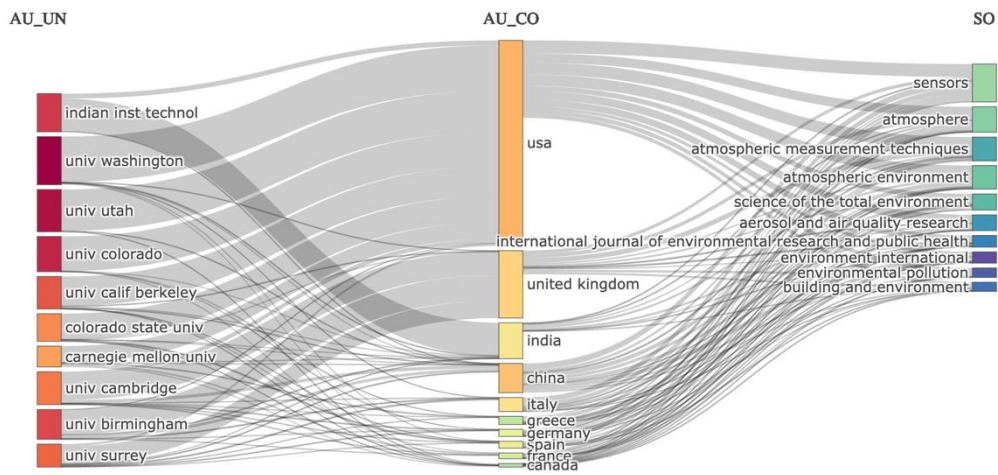 AU_UN
AU_CO
SO
indian inst technol
univ washington
univ utah
univ colorado
univ calif berkeley
colorado state univ
carnegie mellon univ
univ cambridge
univ birmingham
univ surrey
usa
united kingdom
india
china
italy
greece
germany
spain
france
canada
sensors
atmosphere
atmospheric measurement techniques
atmospheric environment
science of the total environment
aerosol and air quality research
international journal of environmental research and public health
environment international
environmental pollution
building and environment